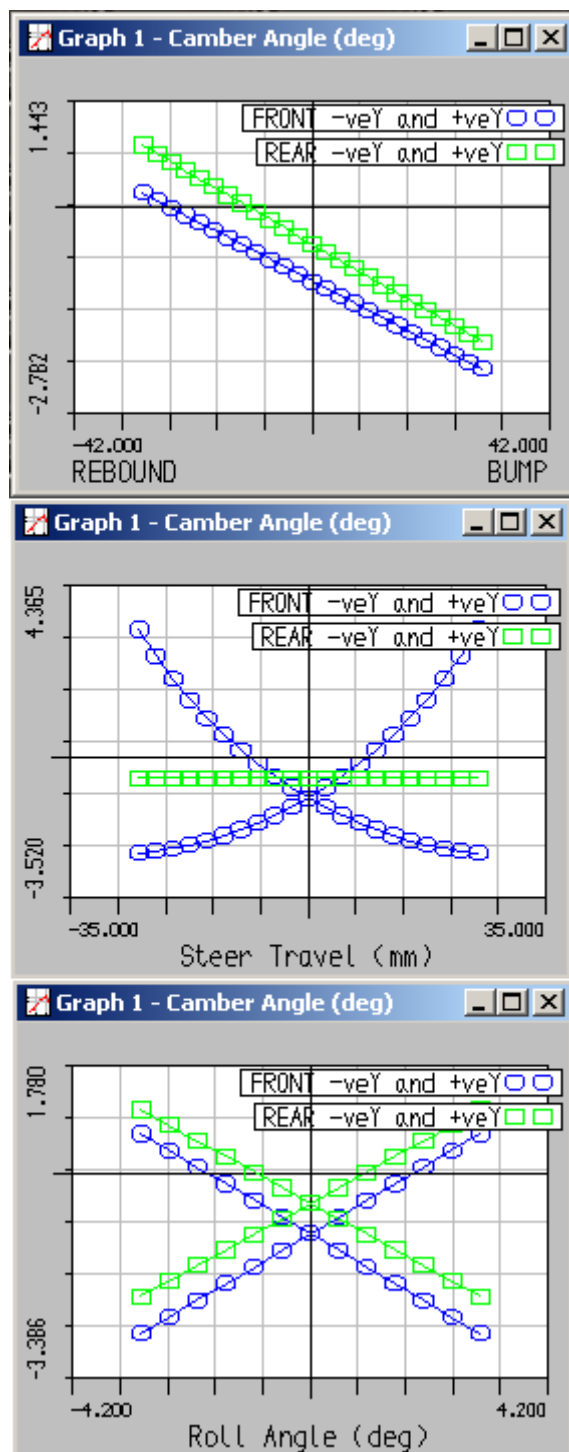 Graph 1 - Camber Angle (deg)
FRONT -veY and +veY
REAR -veY and +veY
1.443
-2.782
-42.000 42.000
REBOUND BUMP
Graph 1 - Camber Angle (deg)
FRONT -veY and +veY
REAR -veY and +veY
4.365
-3.520
-35.000 35.000
Steer Travel (mm)
Graph 1 - Camber Angle (deg)
FRONT -veY and +veY
REAR -veY and +veY
1.780
-3.386
-4.200 4.200
Roll Angle (deg)